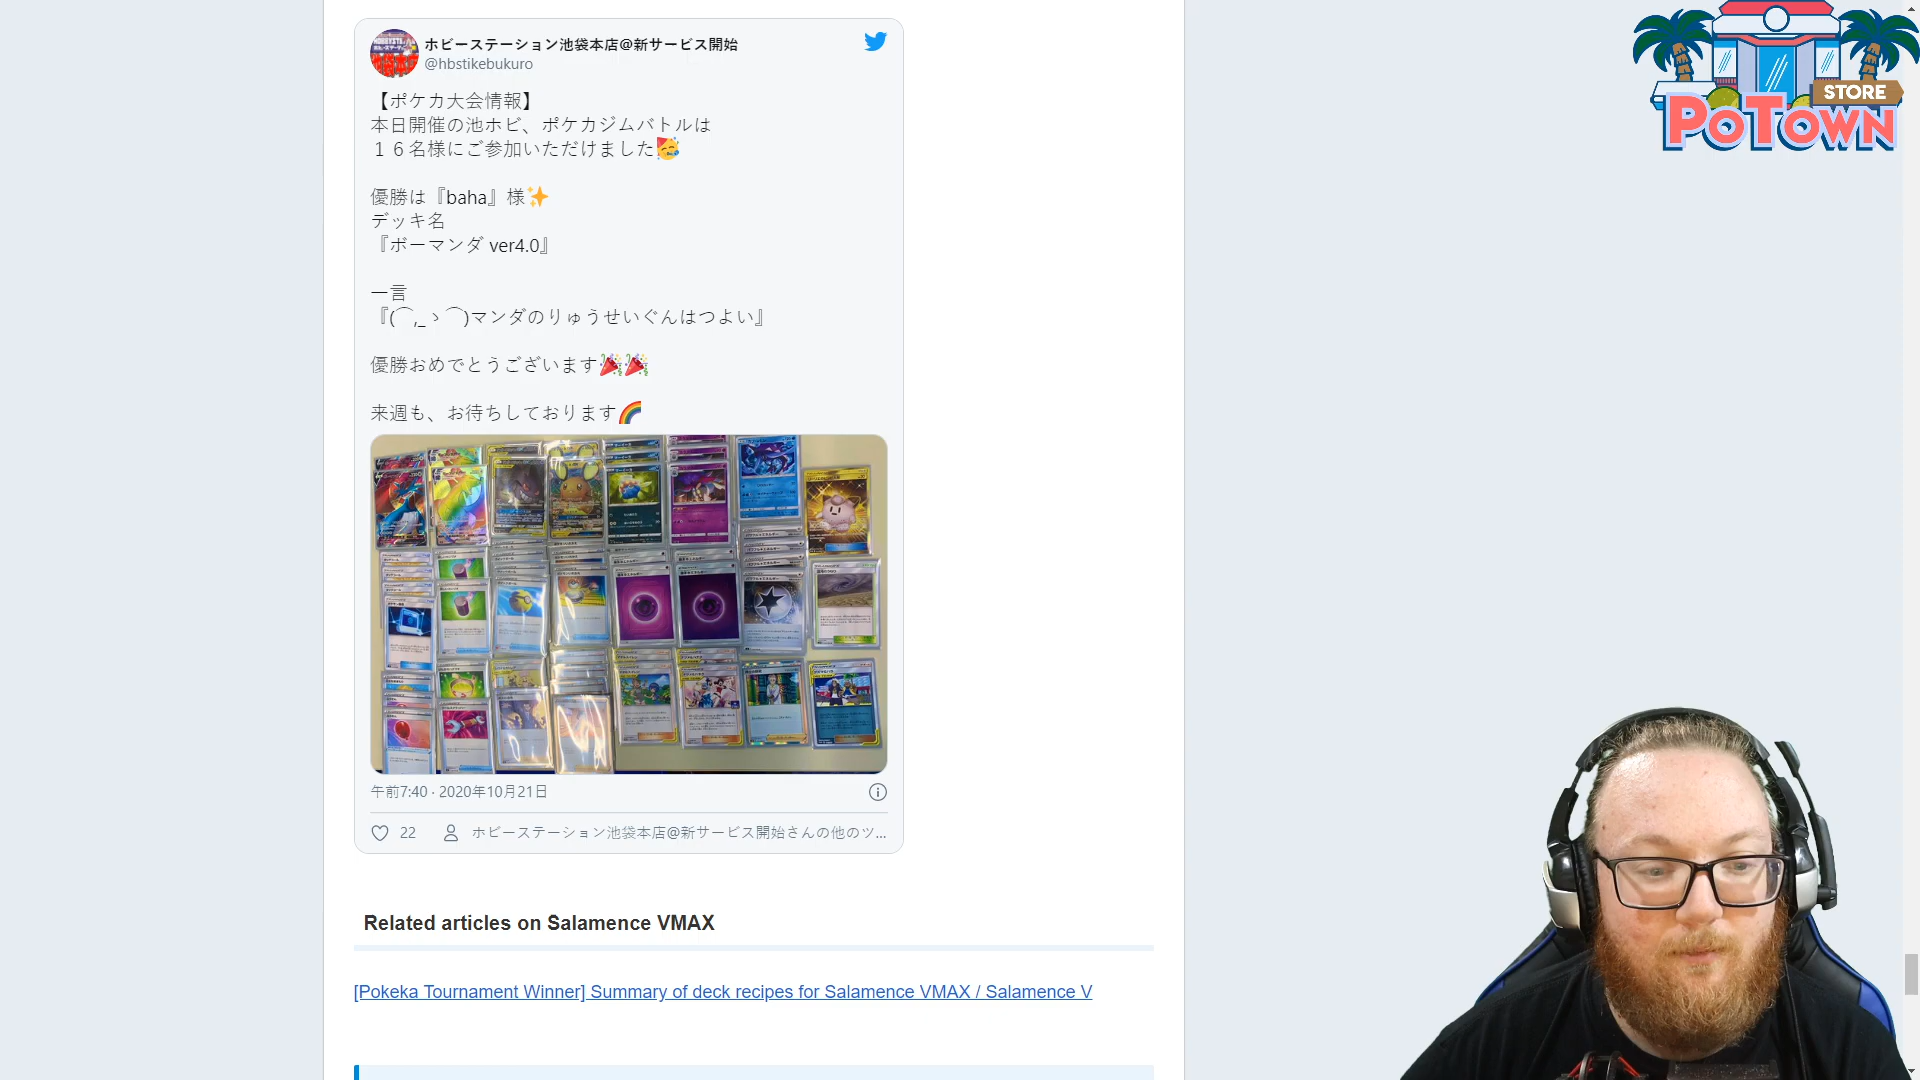 ホビーステーション池袋本店@新サービス開始
@hbstikebukuro
【ポケカ大会情報】
本日開催の池ホビ、ポケカジムバトルは
１６名様にご参加いただけました🥳
優勝は『baha』様✨
デッキ名
『ボーマンダ ver4.0』
一言
『(⌒,_ゝ⌒)マンダのりゅうせいぐんはつよい』
優勝おめでとうございます🎉🎉
来週も、お待ちしております🌈
午前7:40 · 2020年10月21日
22
ホビーステーション池袋本店@新サービス開始さんの他のツ...
Related articles on Salamence VMAX
[Pokeka Tournament Winner] Summary of deck recipes for Salamence VMAX / Salamence V
STORE
PoTown